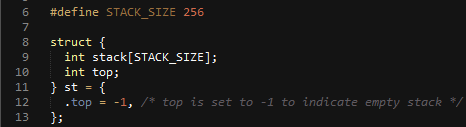 6 #define STACK_SIZE 256
7
8 struct {
9 int stack[STACK_SIZE];
10 int top;
11 } st = {
12 .top = -1, /* top is set to -1 to indicate empty stack */
13 };